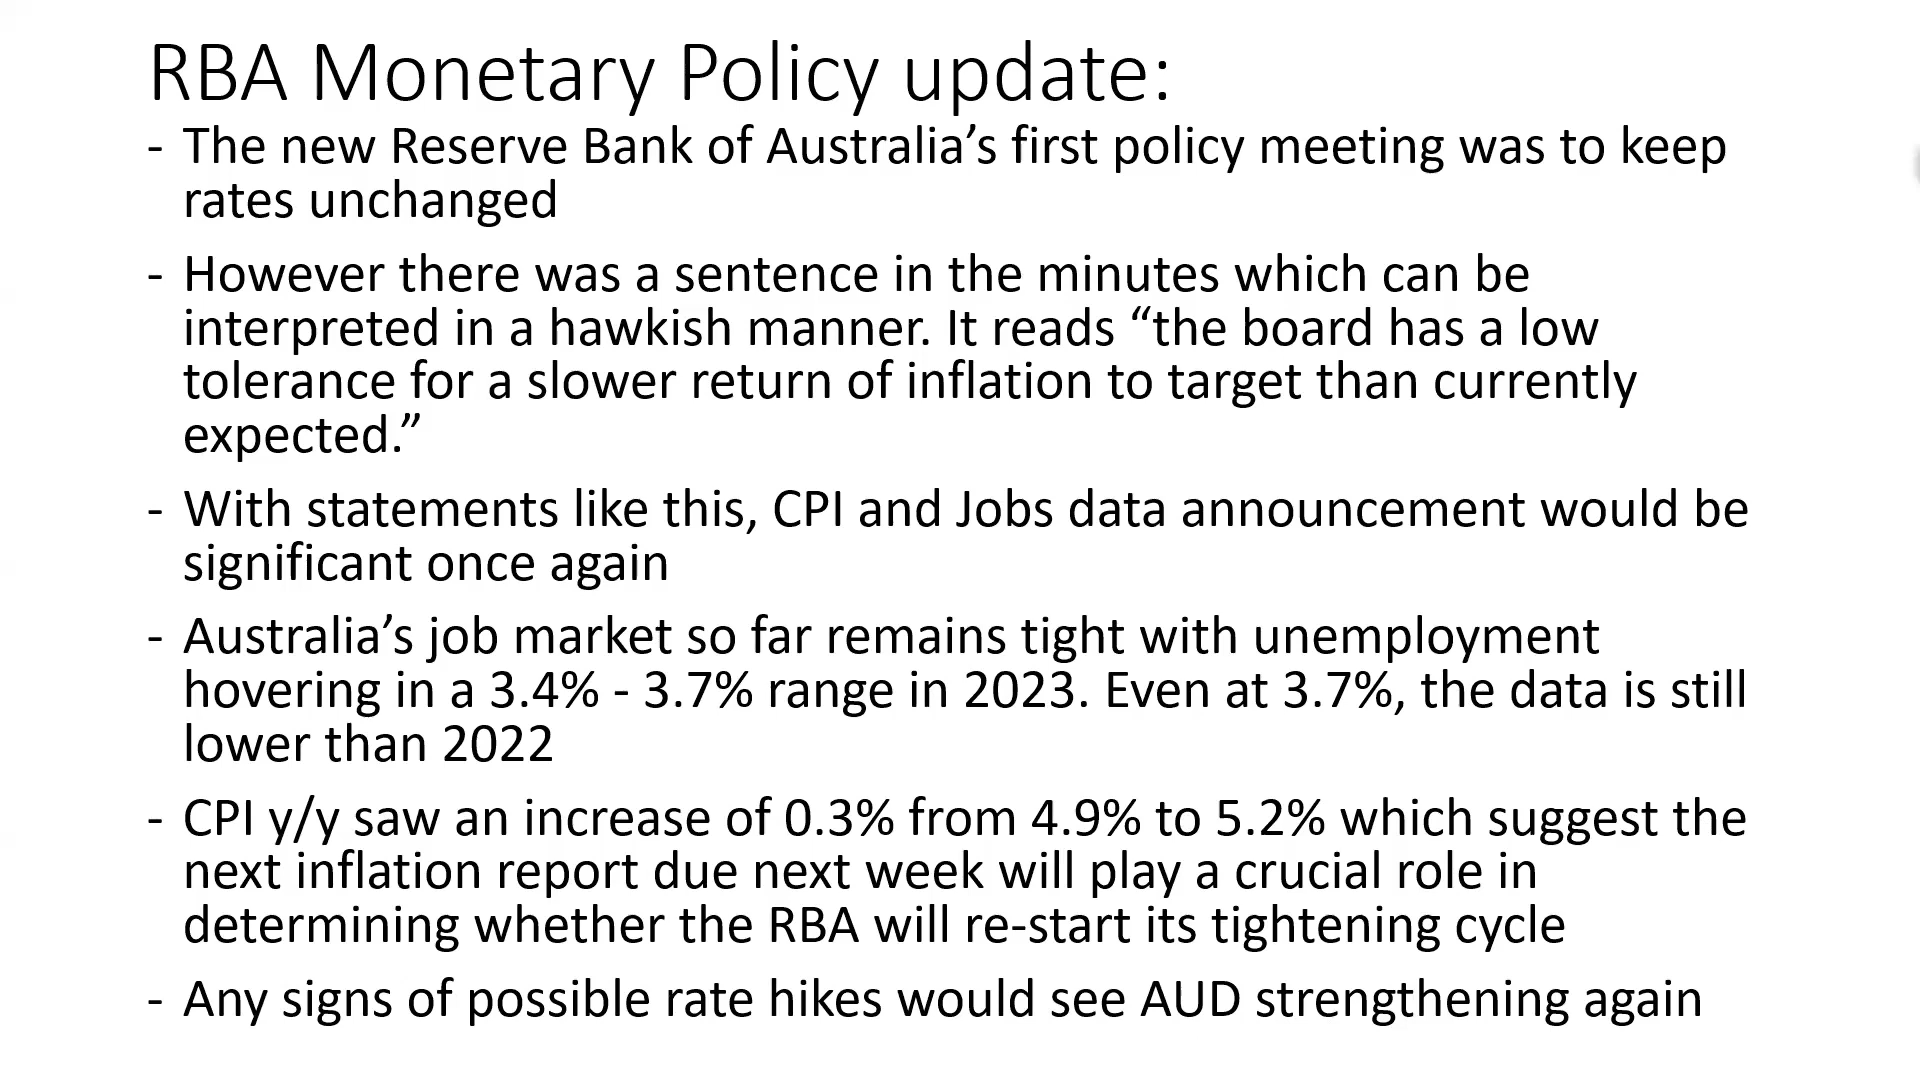 RBA Monetary Policy update:
- The new Reserve Bank of Australia’s first policy meeting was to keep
rates unchanged
- However there was a sentence in the minutes which can be
interpreted in a hawkish manner. It reads “the board has a low
tolerance for a slower return of inflation to target than currently
expected.”
- With statements like this, CPI and Jobs data announcement would be
significant once again
- Australia’s job market so far remains tight with unemployment
hovering in a 3.4% - 3.7% range in 2023. Even at 3.7%, the data is still
lower than 2022
- CPI y/y saw an increase of 0.3% from 4.9% to 5.2% which suggest the
next inflation report due next week will play a crucial role in
determining whether the RBA will re-start its tightening cycle
- Any signs of possible rate hikes would see AUD strengthening again